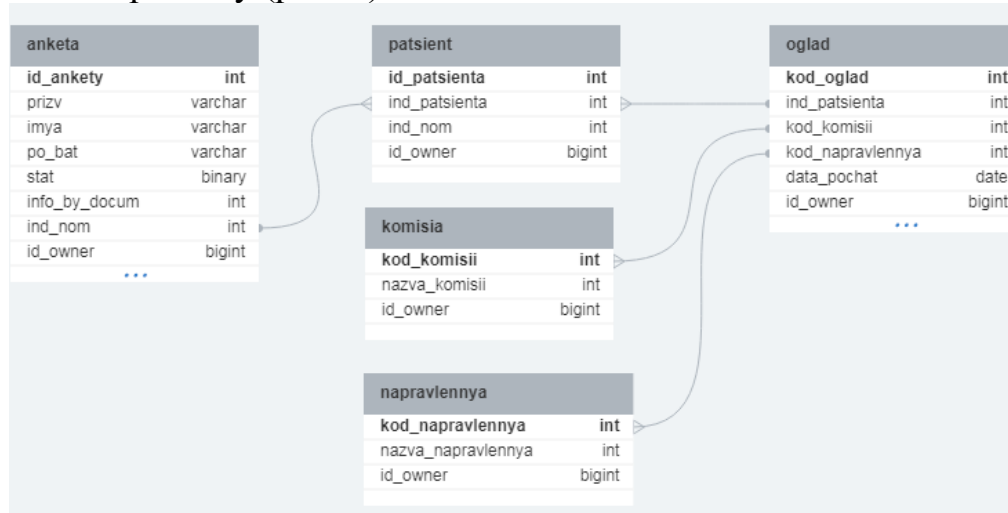 anketa
id_ankety int
prizv varchar
imya varchar
po_bat varchar
stat binary
info_by_docum int
ind_nom int
id_owner bigint
...
patsient
id_patsienta int
ind_patsienta int
ind_nom int
id_owner bigint
komisia
kod_komisii int
nazva_komisii int
id_owner bigint
napravlennya
kod_napravlennya int
nazva_napravlennya int
id_owner bigint
oglad
kod_oglad int
ind_patsienta int
kod_komisii int
kod_napravlennya int
data_pochat date
id_owner bigint
...